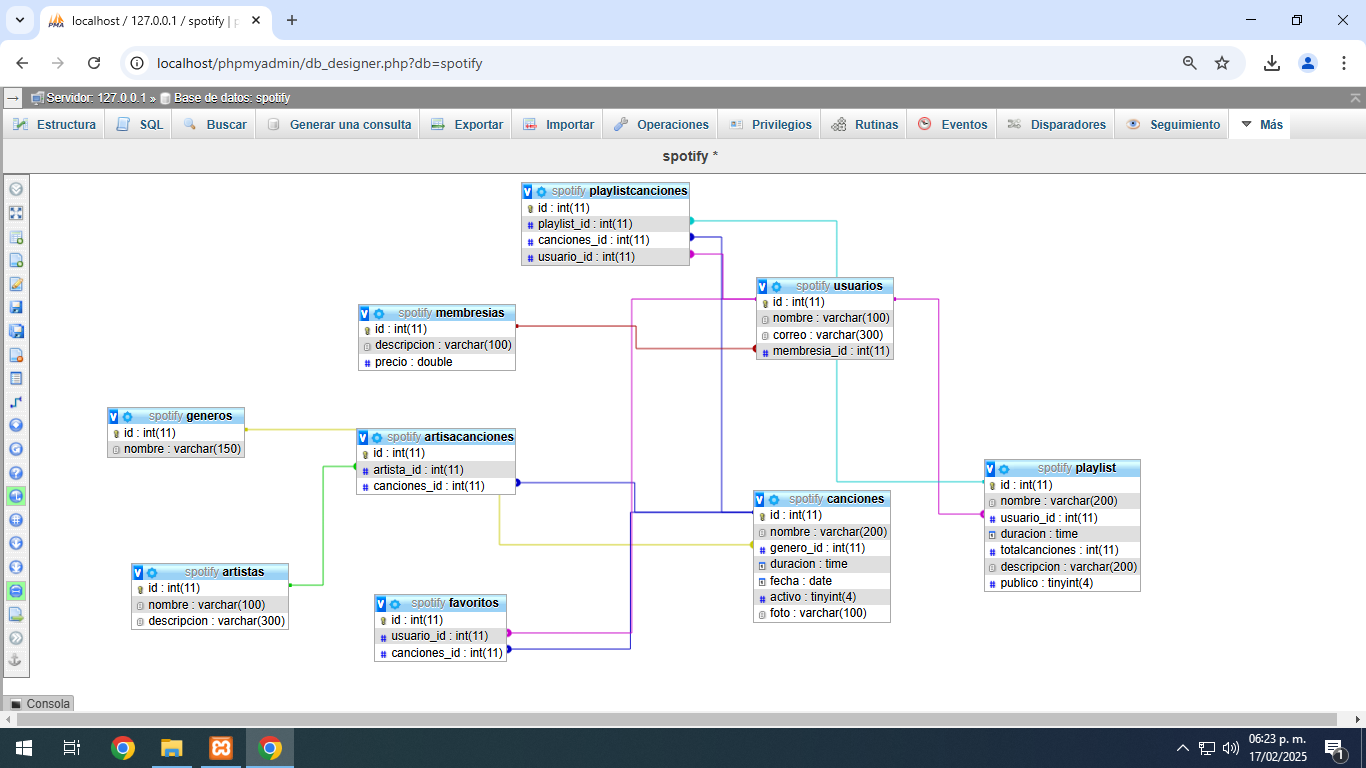 localhost / 127.0.0.1 / spotify | p
localhost/phpmyadmin/db_designer.php?db=spotify
Servidor: 127.0.0.1 » Base de datos: spotify
Estructura SQL Buscar Generar una consulta Exportar Importar Operaciones Privilegios Rutinas Eventos Disparadores Seguimiento Más
spotify *
spotify playlistcanciones
id : int(11)
playlist_id : int(11)
canciones_id : int(11)
usuario_id : int(11)
spotify usuarios
id : int(11)
nombre : varchar(100)
correo : varchar(300)
membresia_id : int(11)
spotify membresias
id : int(11)
descripcion : varchar(100)
precio : double
spotify generos
id : int(11)
nombre : varchar(150)
spotify artisacanciones
id : int(11)
artista_id : int(11)
canciones_id : int(11)
spotify playlist
id : int(11)
nombre : varchar(200)
usuario_id : int(11)
duracion : time
totalcanciones : int(11)
descripcion : varchar(200)
publico : tinyint(4)
spotify canciones
id : int(11)
nombre : varchar(200)
genero_id : int(11)
duracion : time
fecha : date
activo : tinyint(4)
foto : varchar(100)
spotify artistas
id : int(11)
nombre : varchar(100)
descripcion : varchar(300)
spotify favoritos
id : int(11)
usuario_id : int(11)
canciones_id : int(11)
Consola
06:23 p. m.
17/02/2025
1